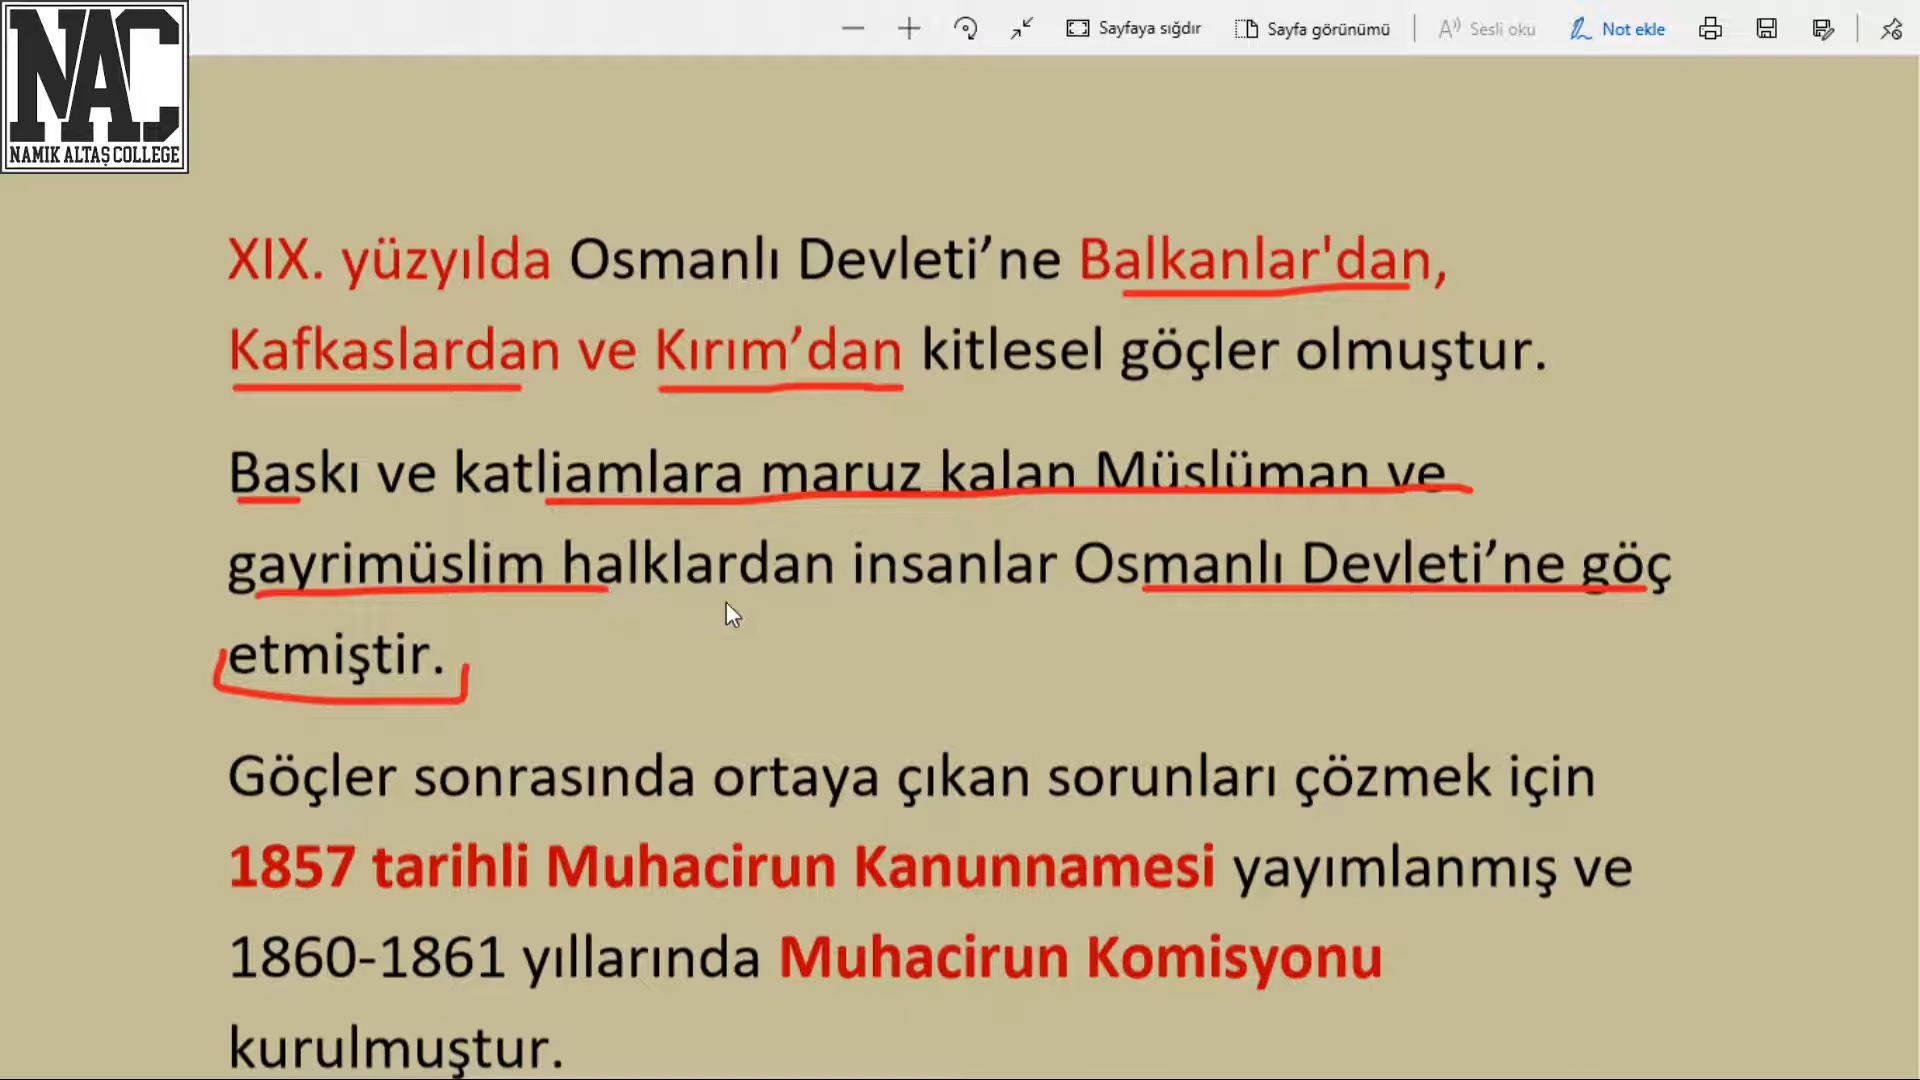 NAC
NAMIK ALTAŞ COLLEGE
Sayfaya sığdır
Sayfa görünümü
Sesli oku
Not ekle
XIX. yüzyılda Osmanlı Devleti’ne Balkanlar'dan,
Kafkaslardan ve Kırım’dan kitlesel göçler olmuştur.
Baskı ve katliamlara maruz kalan Müslüman ve
gayrimüslim halklardan insanlar Osmanlı Devleti’ne göç
etmiştir.
Göçler sonrasında ortaya çıkan sorunları çözmek için
1857 tarihli Muhacirun Kanunnamesi yayımlanmış ve
1860-1861 yıllarında Muhacirun Komisyonu
kurulmuştur.